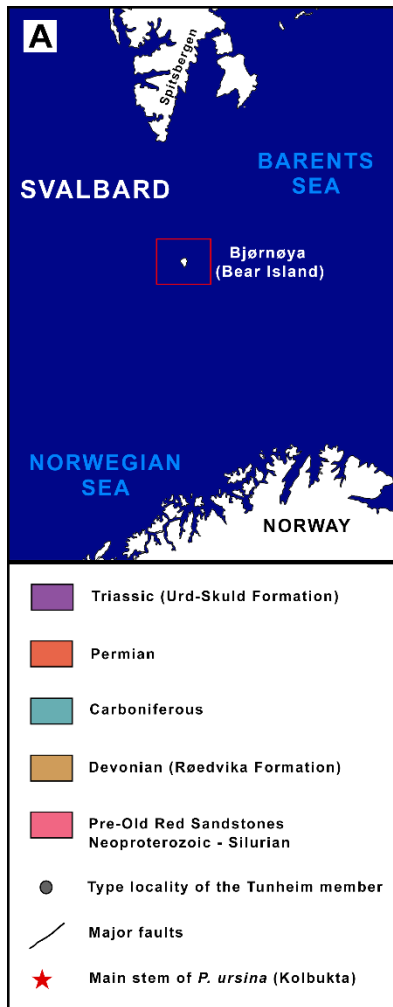 A
Spitsbergen
BARENTS
SEA
SVALBARD
Bjørnøya
(Bear Island)
NORWEGIAN
SEA
NORWAY
Triassic (Urd-Skuld Formation)
Permian
Carboniferous
Devonian (Røedvika Formation)
Pre-Old Red Sandstones
Neoproterozoic - Silurian
Type locality of the Tunheim member
Major faults
Main stem of P. ursina (Kolbukta)